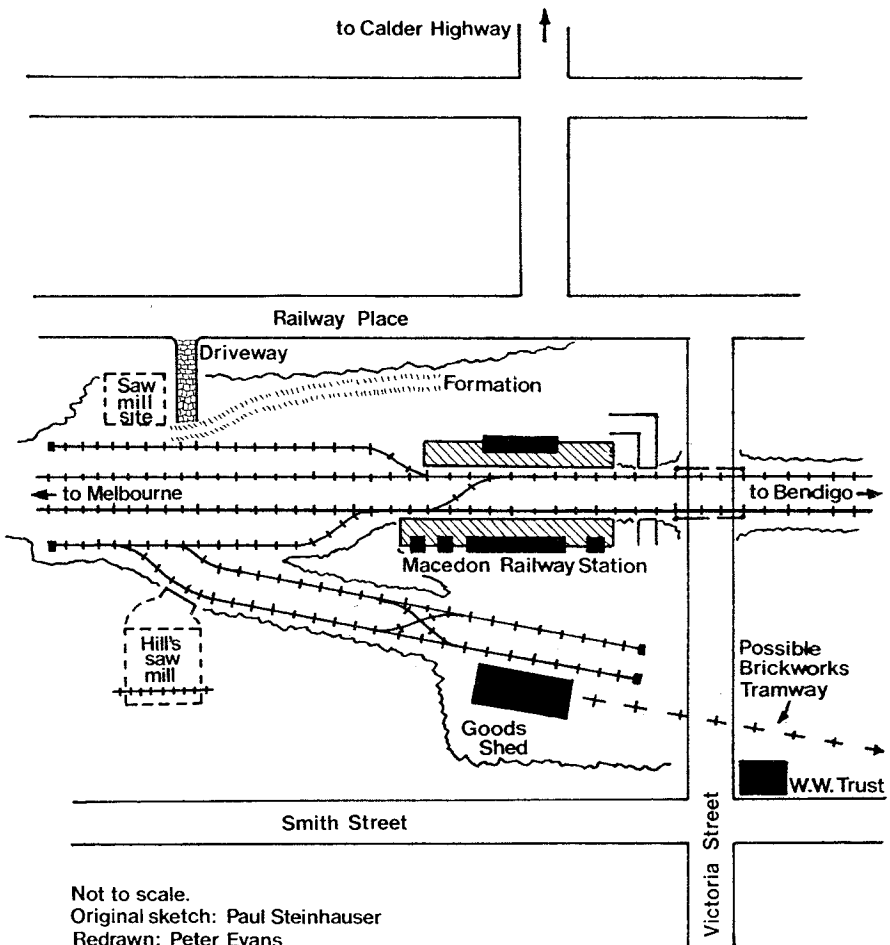 to Calder Highway
Railway Place
Driveway
Formation
Saw
mill
site
to Melbourne
to Bendigo
Macedon Railway Station
Hill's
saw
mill
Possible
Brickworks
Tramway
Goods
Shed
W.W. Trust
Smith Street
Victoria Street
Not to scale.
Original sketch: Paul Steinhauser
Redrawn: Peter Evans